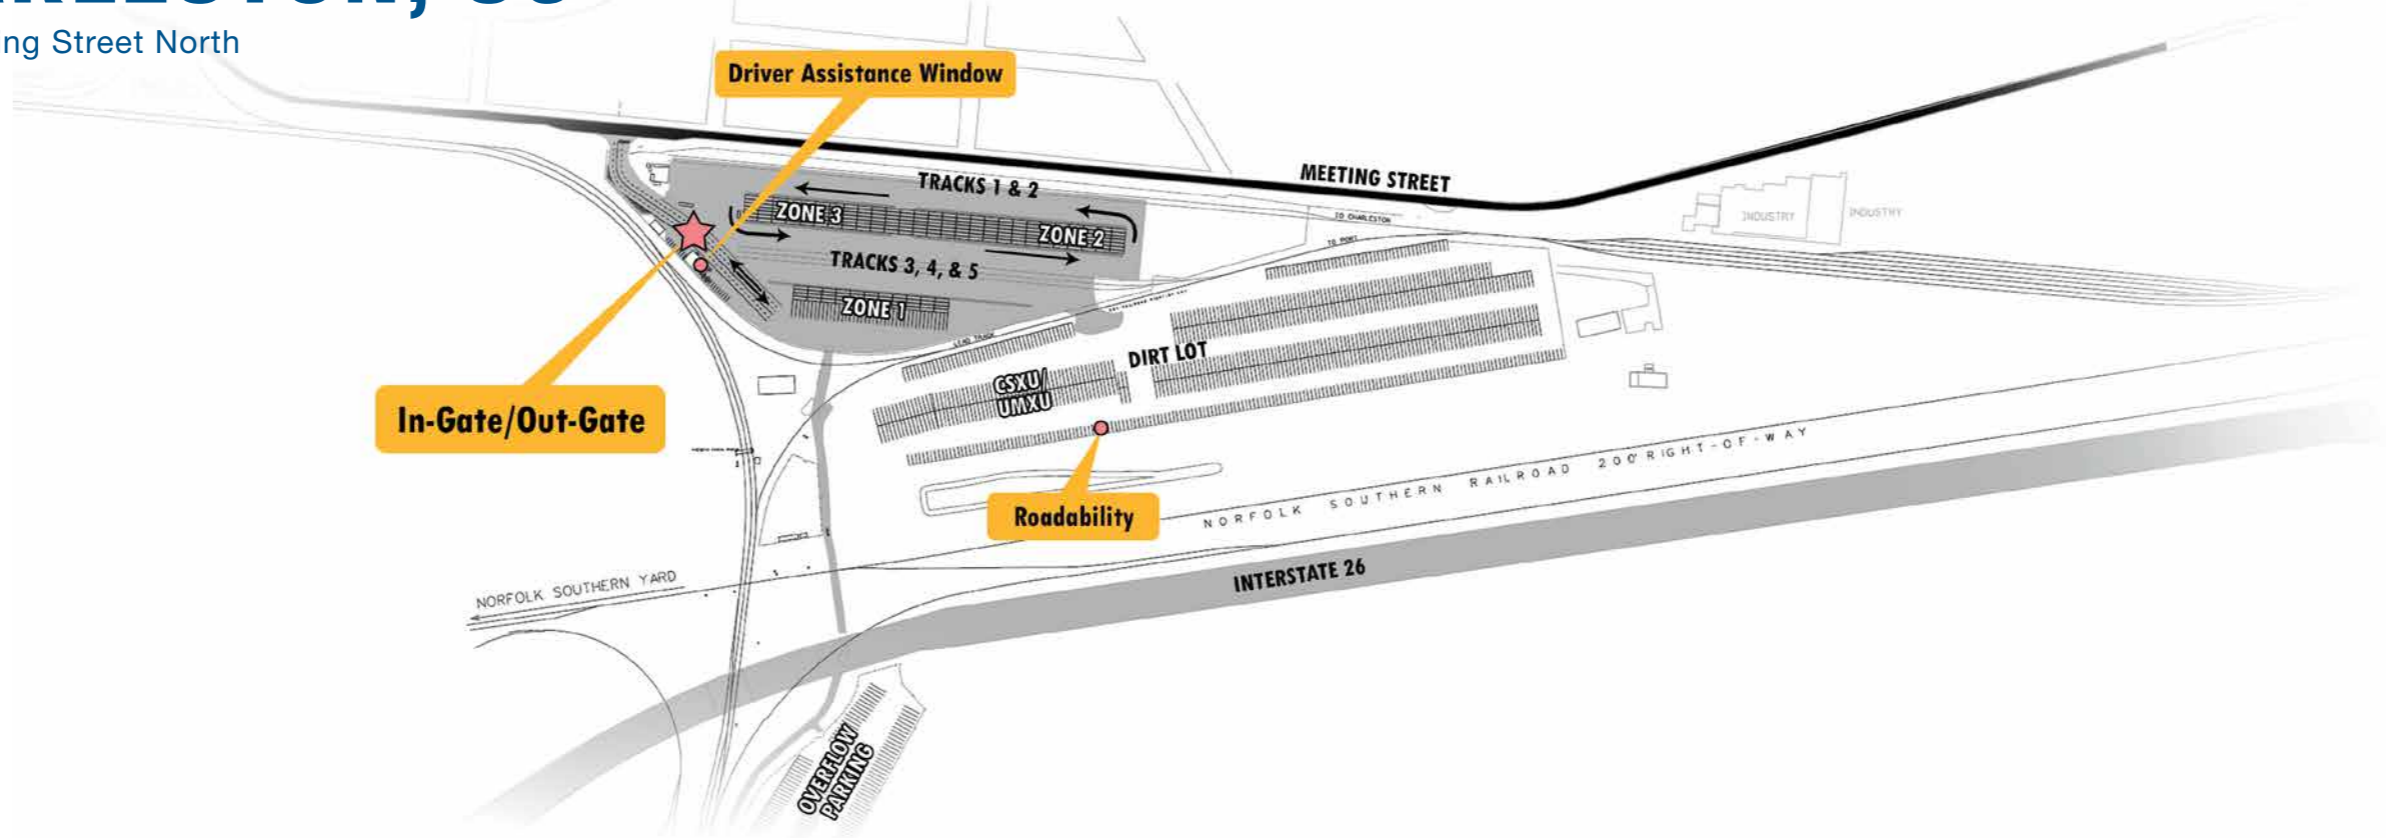 ng Street North
Driver Assistance Window
MEETING STREET
TRACKS 1 & 2
ZONE 3
ZONE 2
TO CHARLESTON
INDUSTRY
INDUSTRY
TO PORT
TRACKS 3, 4, & 5
ZONE 1
LEAD TRACK
DIRT LOT
CSXU/
UMXU
In-Gate/Out-Gate
Roadability
NORFOLK SOUTHERN RAILROAD 200' RIGHT-OF-WAY
INTERSTATE 26
NORFOLK SOUTHERN YARD
OVERFLOW
PARKING